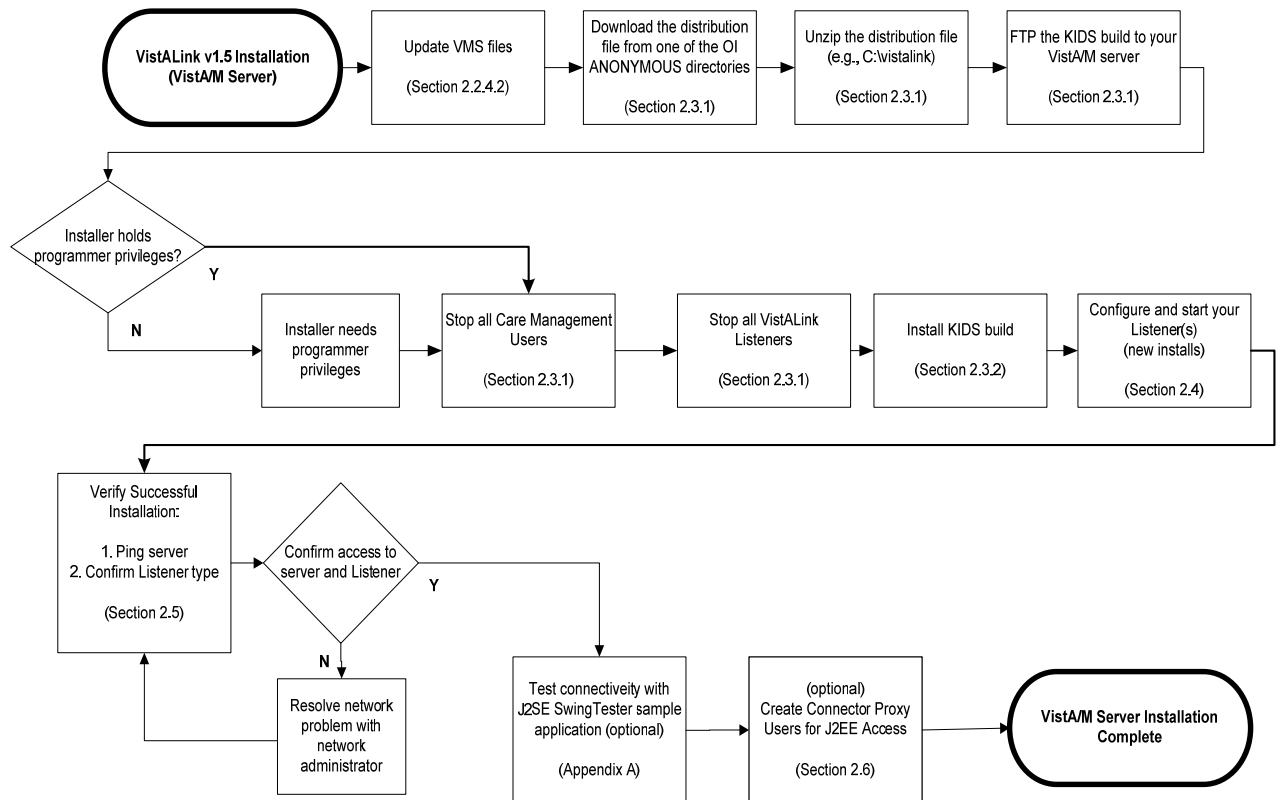 VistALink v1.5 Installation
(VistA/M Server)
Update VMS files
(Section 2.2.4.2)
Download the distribution
file from one of the OI
ANONYMOUS directories
(Section 2.3.1)
Unzip the distribution file
(e.g., C:\vistalink)
(Section 2.3.1)
FTP the KIDS build to your
VistA/M server
(Section 2.3.1)
Installer holds
programmer privileges?
Y
N
Installer needs
programmer
privileges
Stop all Care Management
Users
(Section 2.3.1)
Stop all VistALink
Listeners
(Section 2.3.1)
Install KIDS build
(Section 2.3.2)
Configure and start your
Listener(s)
(new installs)
(Section 2.4)
Verify Successful
Installation:
1. Ping server
2. Confirm Listener type
(Section 2.5)
Confirm access to
server and Listener
Y
N
Resolve network
problem with
network
administrator
Test connectiveity with
J2SE SwingTester sample
application (optional)
(Appendix A)
(optional)
Create Connector Proxy
Users for J2EE Access
(Section 2.6)
VistA/M Server Installation
Complete